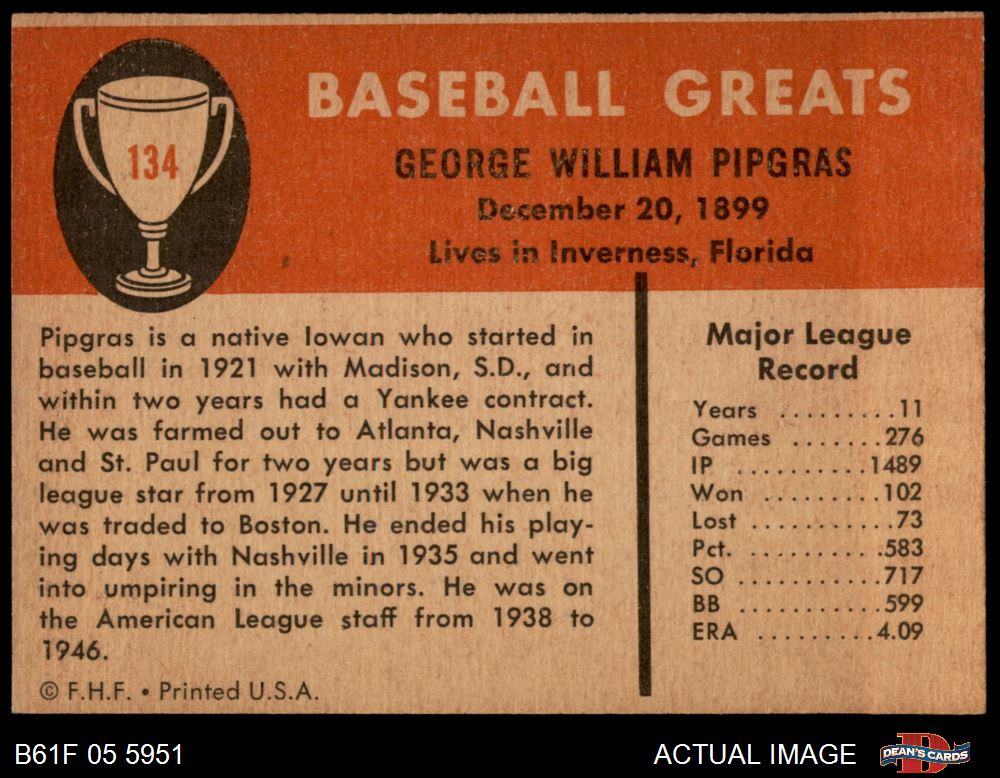 134
BASEBALL GREATS
GEORGE WILLIAM PIPGRAS
December 20, 1899
Lives in Inverness, Florida
Pipgras is a native Iowan who started in
baseball in 1921 with Madison, S.D., and
within two years had a Yankee contract.
He was farmed out to Atlanta, Nashville
and St. Paul for two years but was a big
league star from 1927 until 1933 when he
was traded to Boston. He ended his play-
ing days with Nashville in 1935 and went
into umpiring in the minors. He was on
the American League staff from 1938 to
1946.
© F.H.F. • Printed U.S.A.
Major League
Record
Years .........11
Games .......276
IP ..........1489
Won .........102
Lost ..........73
Pct. ..........583
SO ...........717
BB ...........599
ERA .........4.09
B61F 05 5951
ACTUAL IMAGE
D
DEAN'S CARDS